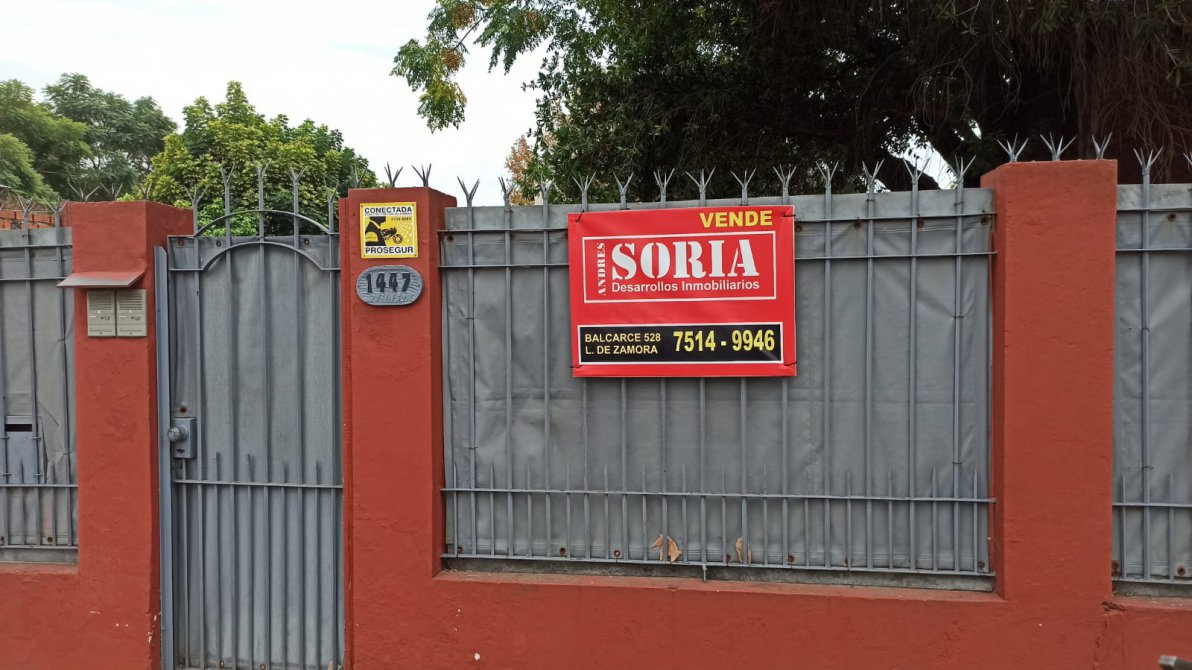 CONECTADA
PROSEGUR
1447
VENDE
ANDRES
SORIA
Desarrollos Inmobiliarios
BALCARCE 528
L. DE ZAMORA
7514 - 9946